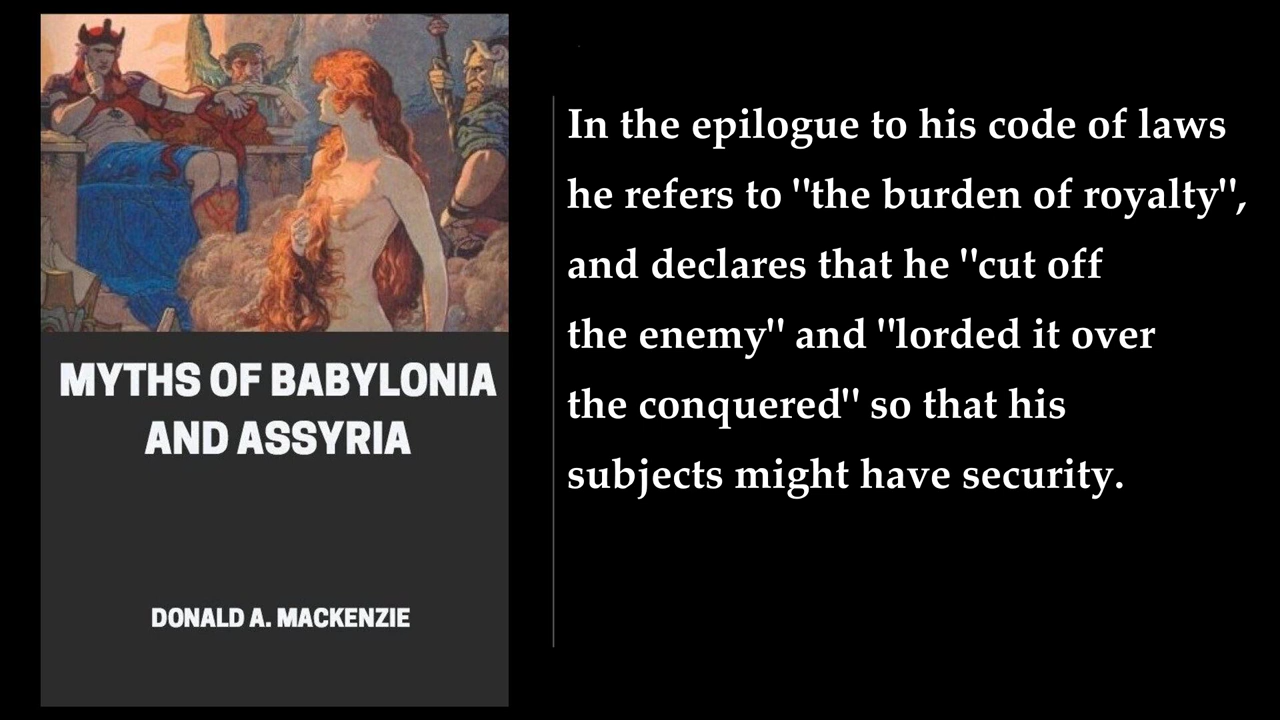 MYTHS OF BABYLONIA
AND ASSYRIA
DONALD A. MACKENZIE
In the epilogue to his code of laws
he refers to "the burden of royalty",
and declares that he "cut off
the enemy" and "lorded it over
the conquered" so that his
subjects might have security.